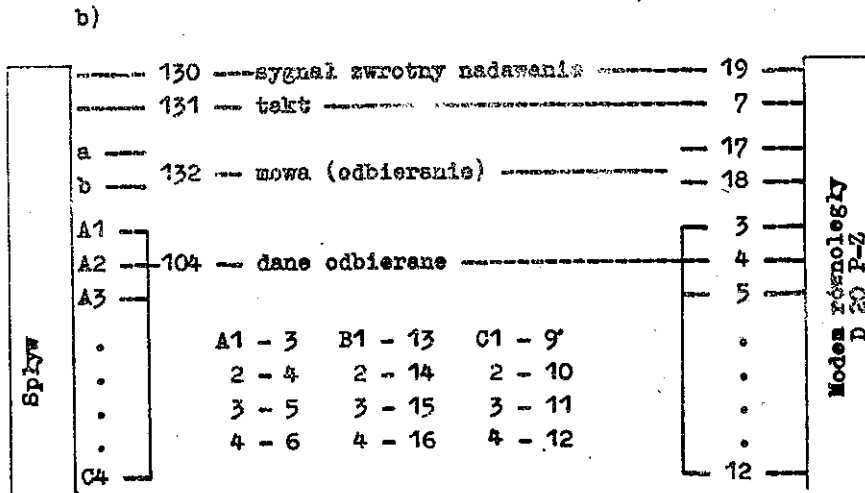 b)
130 sygnał zwrotny nadawania 19
131 takt 7
a 17
132 mowa (odbieranie)
b 18
A1 3
A2 104 dane odbierane 4
A3 5
A1 - 3 B1 - 13 C1 - 9
2 - 4 2 - 14 2 - 10
3 - 5 3 - 15 3 - 11
4 - 6 4 - 16 4 - 12
C4 12
Spływ
Modem równoległy
D 20 P-Z